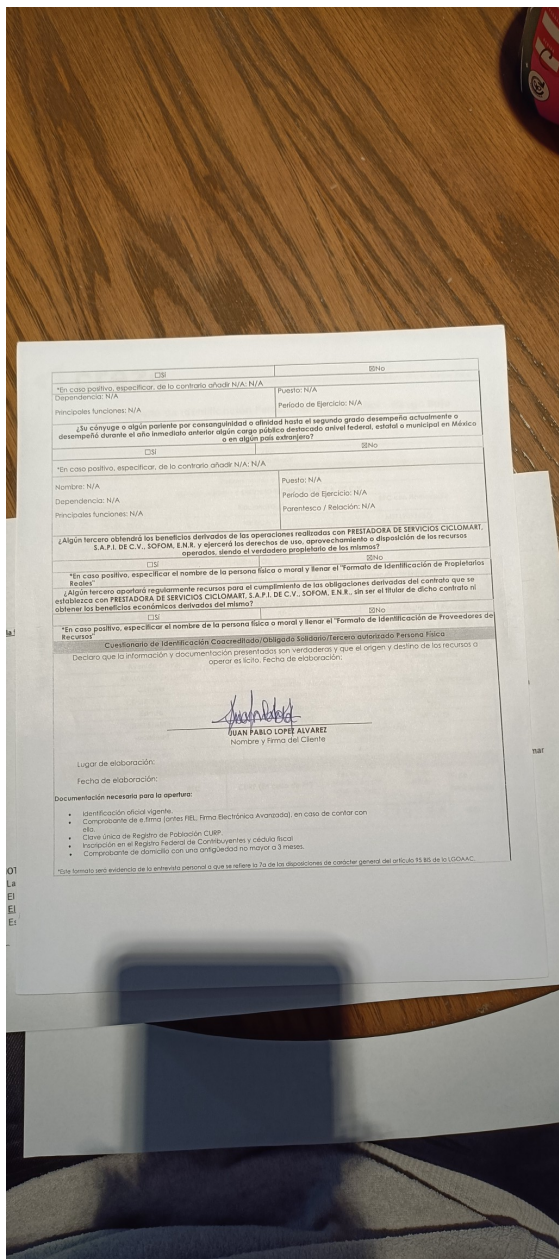 ☐Sí ☒No
*En caso positivo, especificar, de lo contrario añadir N/A: N/A
Dependencia: N/A Puesto: N/A
Principales funciones: N/A Periodo de Ejercicio: N/A
¿Su cónyuge o algún pariente por consanguinidad o afinidad hasta el segundo grado desempeña actualmente o
desempeñó durante el año inmediato anterior algún cargo público destacado a nivel federal, estatal o municipal en México
o en algún país extranjero?
☐Sí ☒No
*En caso positivo, especificar, de lo contrario añadir N/A: N/A
Nombre: N/A Puesto: N/A
Dependencia: N/A Periodo de Ejercicio: N/A
Principales funciones: N/A Parentesco / Relación: N/A
¿Algún tercero obtendrá los beneficios derivados de las operaciones realizadas con PRESTADORA DE SERVICIOS CICLOMART,
S.A.P.I. DE C.V., SOFOM, E.N.R. y ejercerá los derechos de uso, aprovechamiento o disposición de los recursos
operados, siendo el verdadero propietario de los mismos?
☐Sí ☒No
*En caso positivo, especificar el nombre de la persona física o moral y llenar el "Formato de Identificación de Propietarios
Reales"
¿Algún tercero aportará regularmente recursos para el cumplimiento de las obligaciones derivadas del contrato que se
establezca con PRESTADORA DE SERVICIOS CICLOMART, S.A.P.I. DE C.V., SOFOM, E.N.R., sin ser el titular de dicho contrato ni
obtener los beneficios económicos derivados del mismo?
☐Sí ☒No
*En caso positivo, especificar el nombre de la persona física o moral y llenar el "Formato de Identificación de Proveedores de
Recursos"
Cuestionario de Identificación Coacreditado/Obligado Solidario/Tercero autorizado Persona Física
Declaro que la información y documentación presentadas son verdaderas y que el origen y destino de los recursos a
operar es lícito. Fecha de elaboración:
JUAN PABLO LOPEZ ALVAREZ
Nombre y Firma del Cliente
Lugar de elaboración:
Fecha de elaboración:
Documentación necesaria para la apertura:
• Identificación oficial vigente.
• Comprobante de e.firma (antes FIEL, Firma Electrónica Avanzada), en caso de contar con
ella.
• Clave única de Registro de Población CURP.
• Inscripción en el Registro Federal de Contribuyentes y cédula fiscal
• Comprobante de domicilio con una antigüedad no mayor a 3 meses.
*Este formato será evidencia de la entrevista personal a que se refiere la 7a de las disposiciones de carácter general del artículo 95 BIS de la LGOAAC.
nar
La
El
El